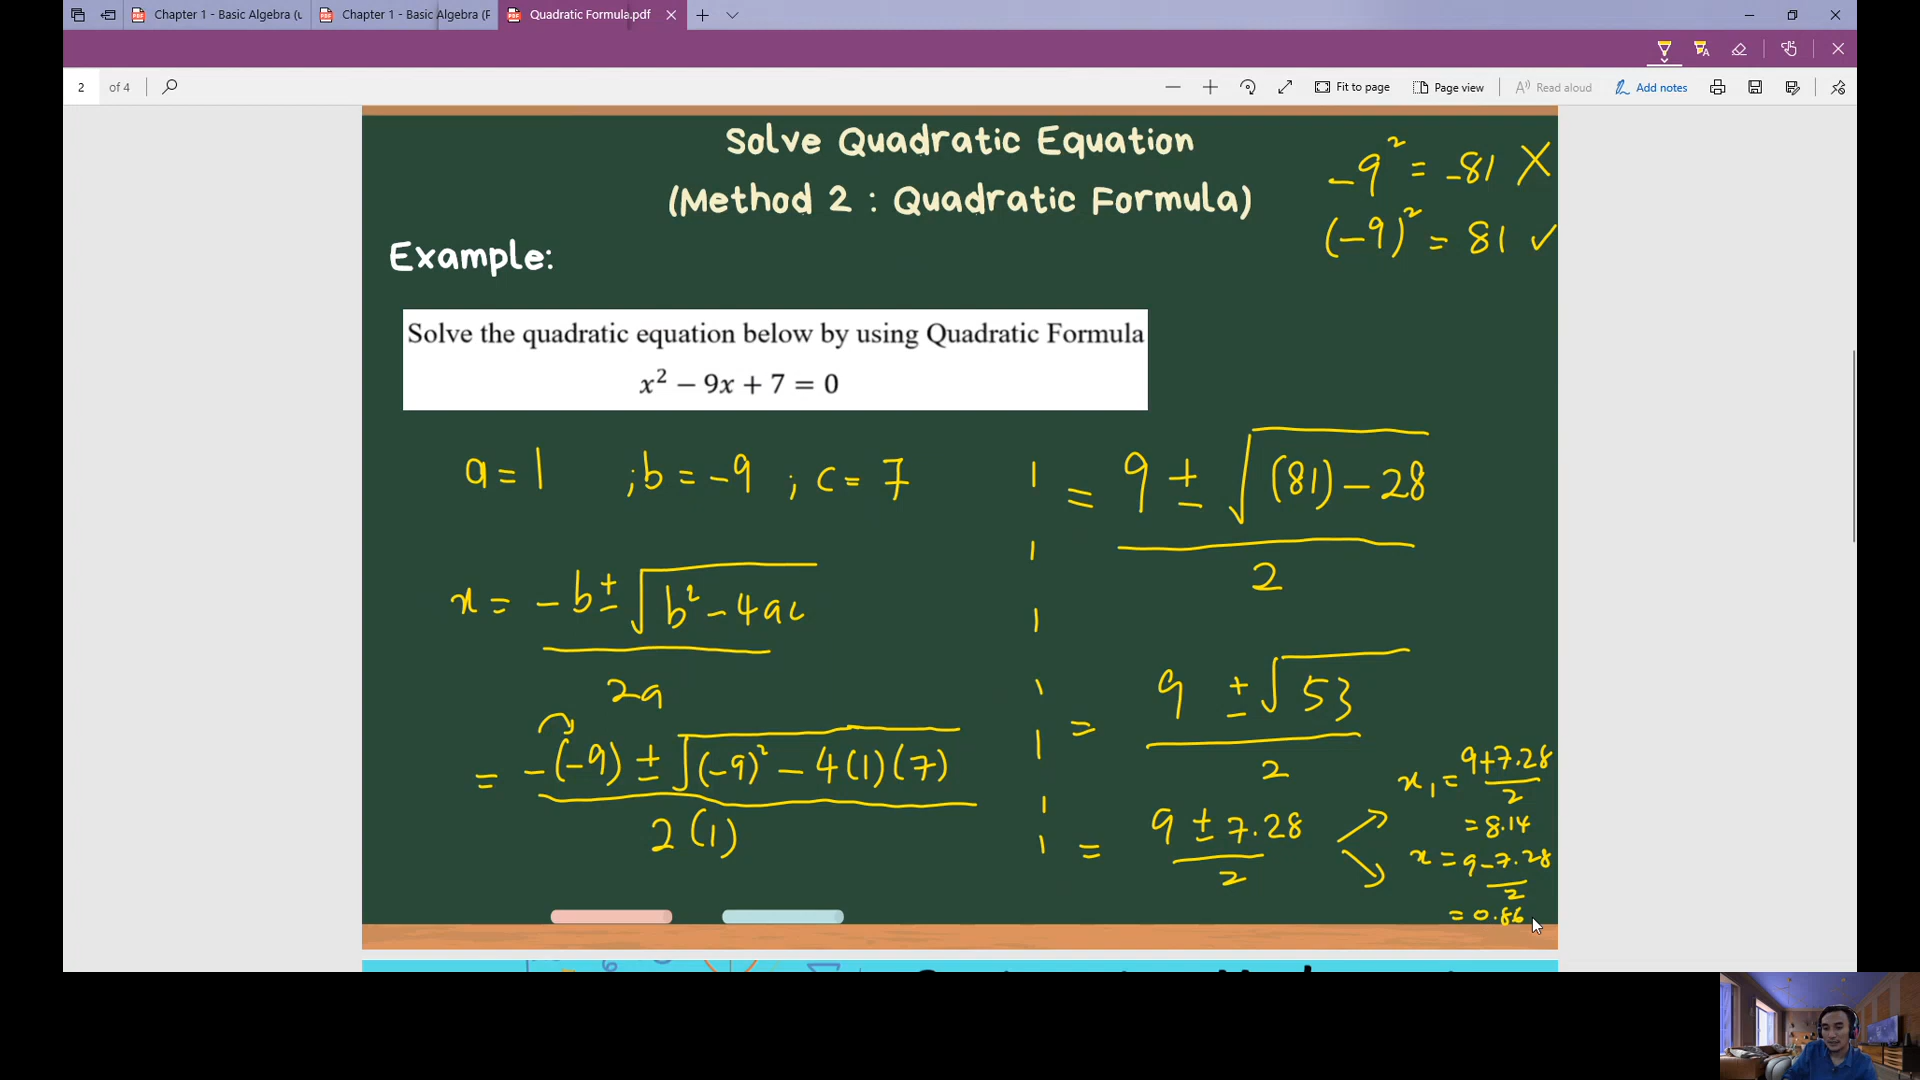 Chapter 1 - Basic Algebra (u
Chapter 1 - Basic Algebra (F
Quadratic Formula.pdf
2 of 4
Fit to page
Page view
Read aloud
Add notes
Solve Quadratic Equation
(Method 2 : Quadratic Formula)
-9² = -81 X
(-9)² = 81 ✓
Example:
Solve the quadratic equation below by using Quadratic Formula
x² − 9x + 7 = 0
a = 1 ; b = -9 ; c = 7
x = -b ± √(b² - 4ac)
2a
= -(-9) ± √((-9)² - 4(1)(7))
2(1)
= 9 ± √((81) - 28)
2
= 9 ± √53
2
= 9 ± 7.28
2
x₁ = 9+7.28
2
= 8.14
x = 9-7.28
2
= 0.86